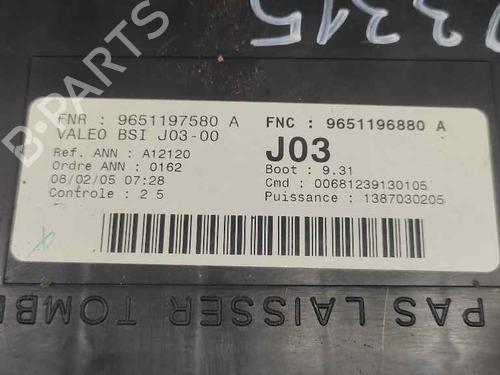 3315
B-PARTS
FNR : 9651197580 A
FNC : 9651196880 A
VALEO BSI J03-00
J03
Ref. ANN : A12120
Ordre ANN : 0162
Boot : 9.31
08/02/05 07:28
Cmd : 00681239130105
Controle : 2 5
Puissance : 1387030205
PAS LAISSER TOMBE